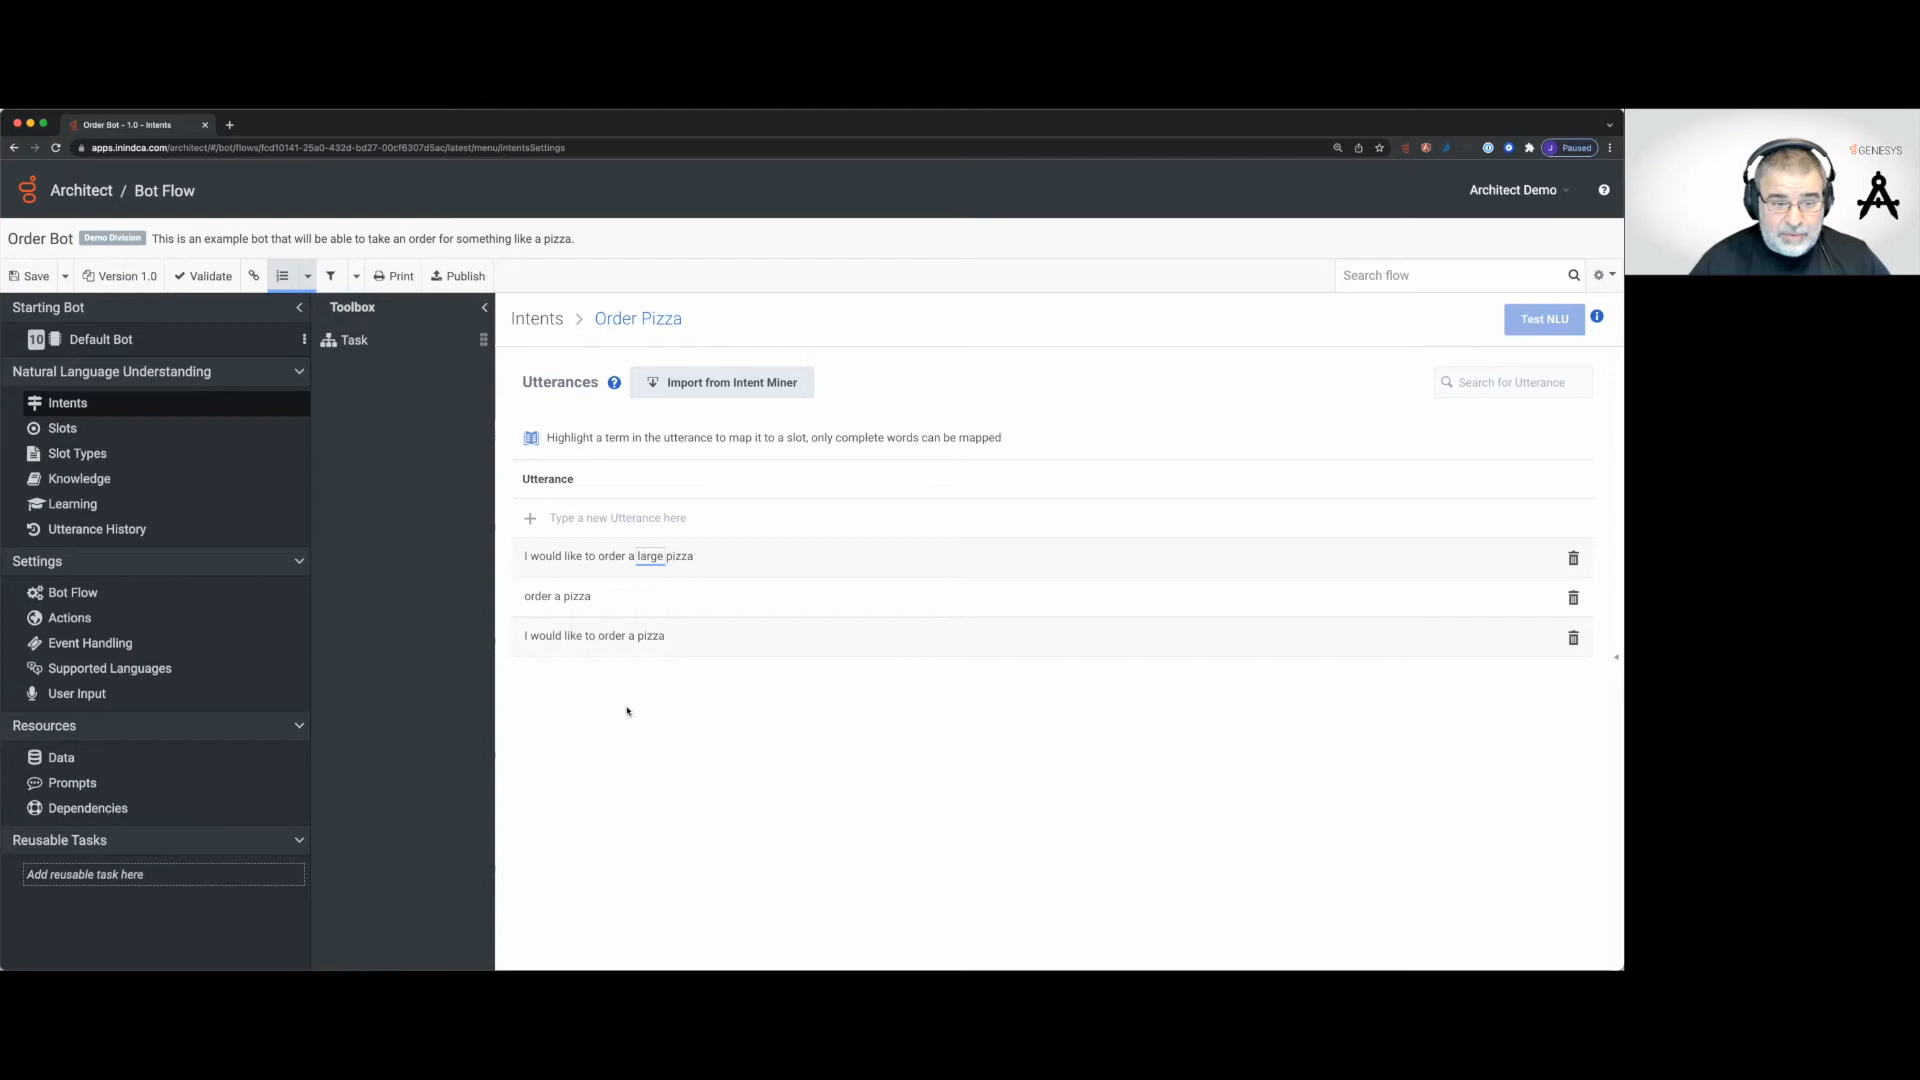 Order Bot - 1.0 - Intents
apps.inindca.com/architect/#/bot/flows/fcd10141-25a0-432d-bd27-00cf6307d5ac/latest/menu/intentsSettings
J Paused
GENESYS
Architect / Bot Flow
Architect Demo
Order Bot Demo Division This is an example bot that will be able to take an order for something like a pizza.
Save Version 1.0 Validate Print Publish Search flow
Starting Bot
10 Default Bot
Natural Language Understanding
Intents
Slots
Slot Types
Knowledge
Learning
Utterance History
Settings
Bot Flow
Actions
Event Handling
Supported Languages
User Input
Resources
Data
Prompts
Dependencies
Reusable Tasks
Add reusable task here
Toolbox
Task
Intents > Order Pizza
Test NLU
Utterances Import from Intent Miner Search for Utterance
Highlight a term in the utterance to map it to a slot, only complete words can be mapped
Utterance
Type a new Utterance here
I would like to order a large pizza
order a pizza
I would like to order a pizza